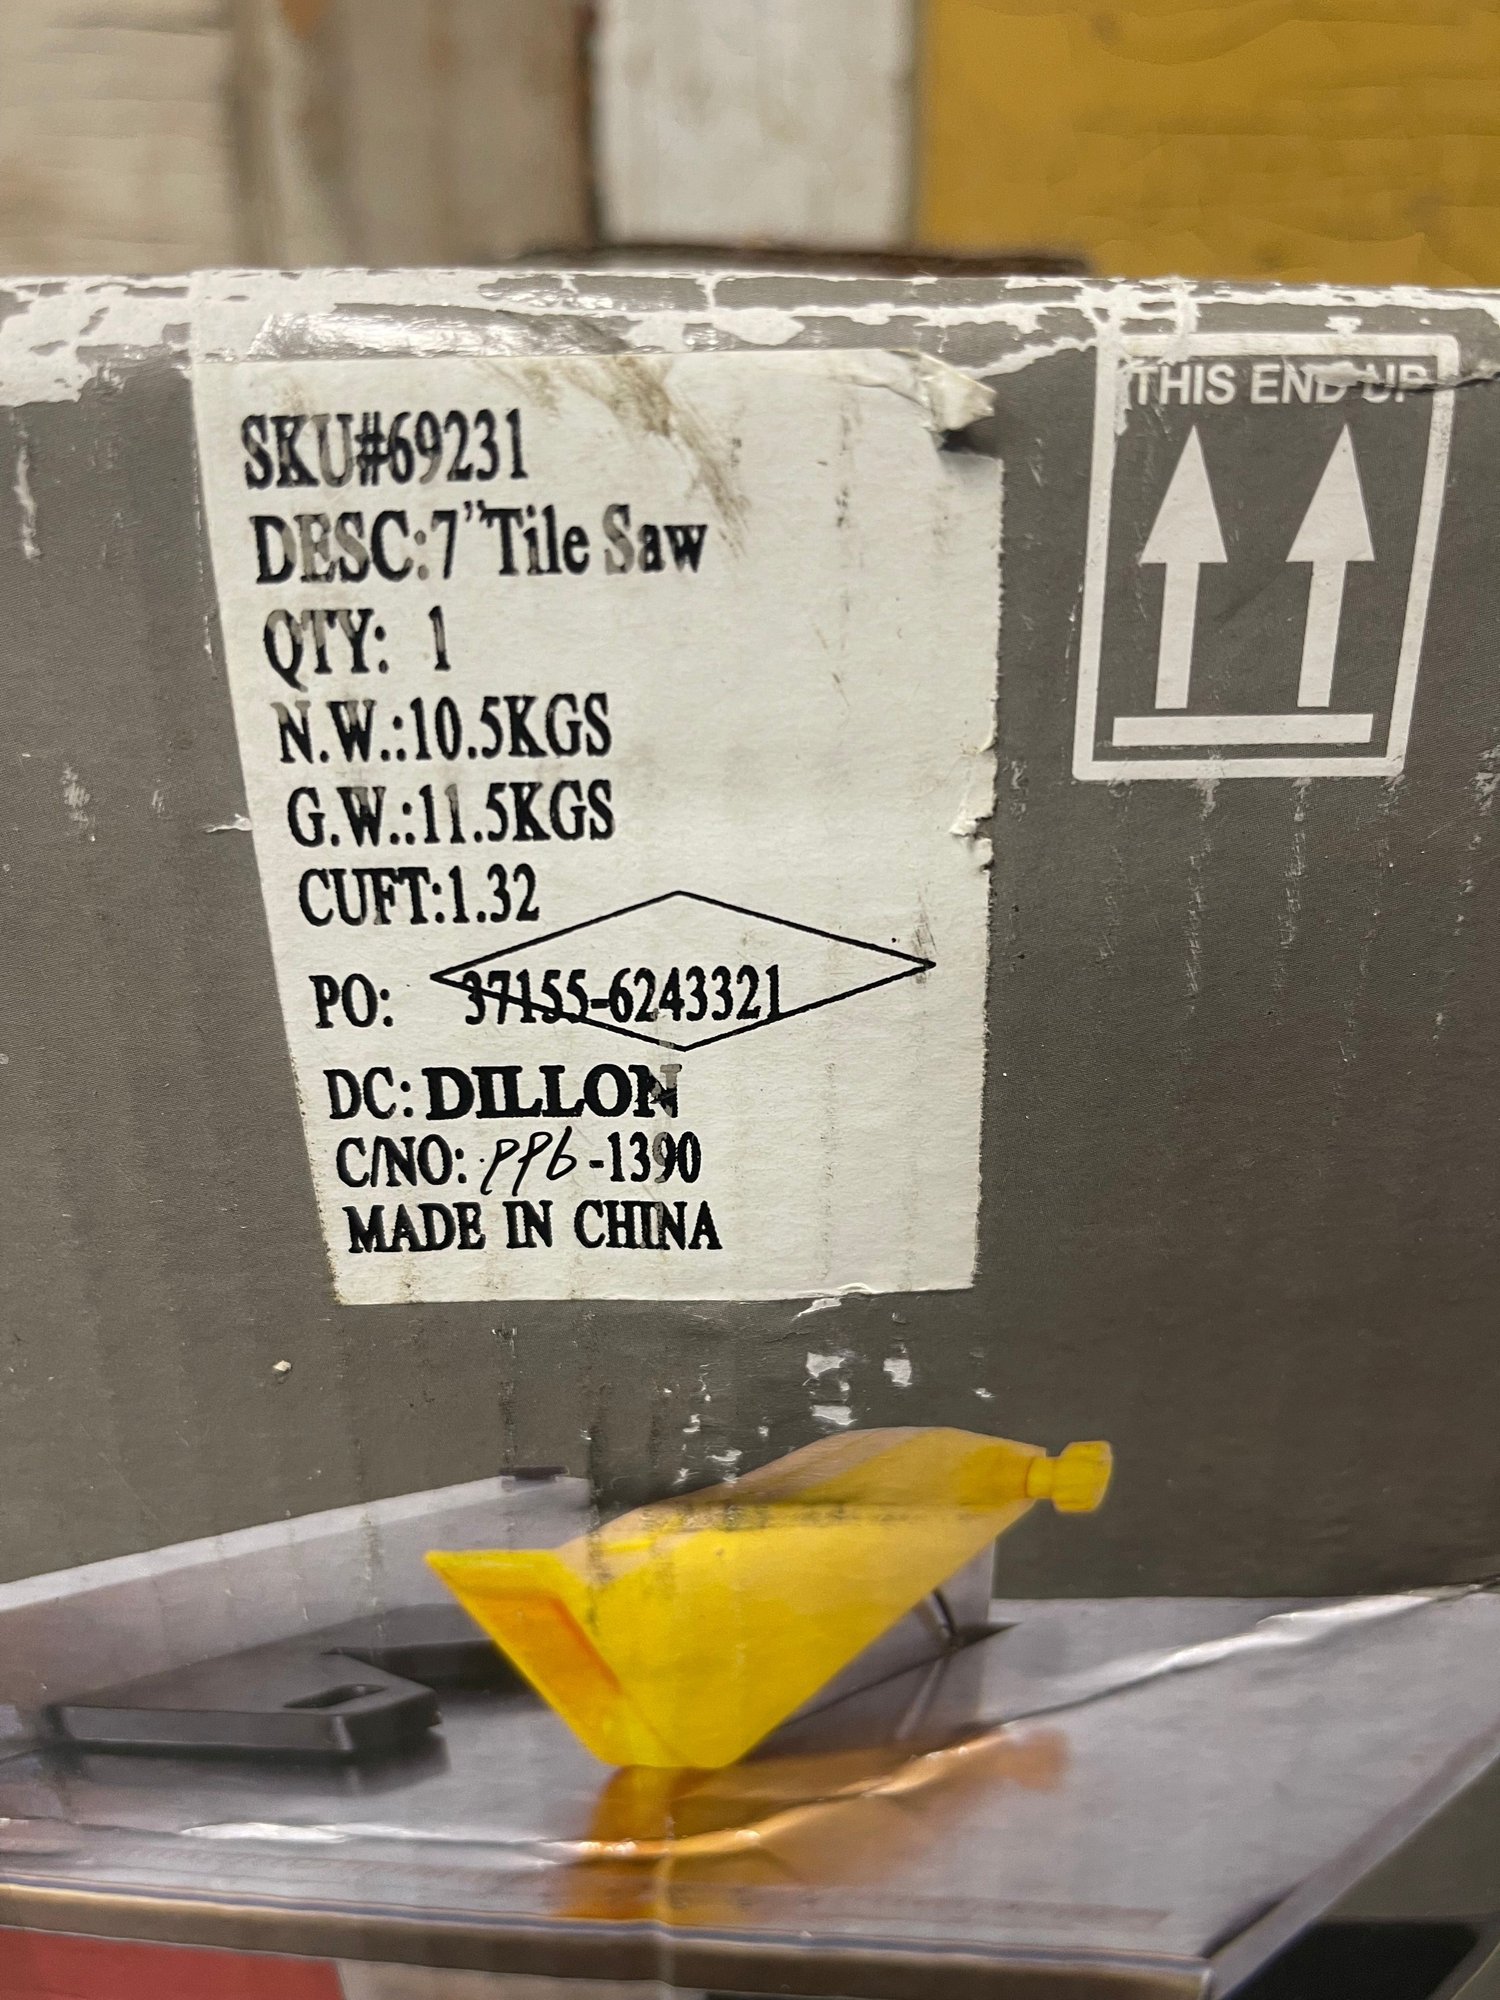 SKU#69231
DESC:7"Tile Saw
QTY: 1
N.W.:10.5KGS
G.W.:11.5KGS
CUFT:1.32
PO: 37155-6243321
DC:DILLON
C/NO: PPb-1390
MADE IN CHINA
THIS END UP